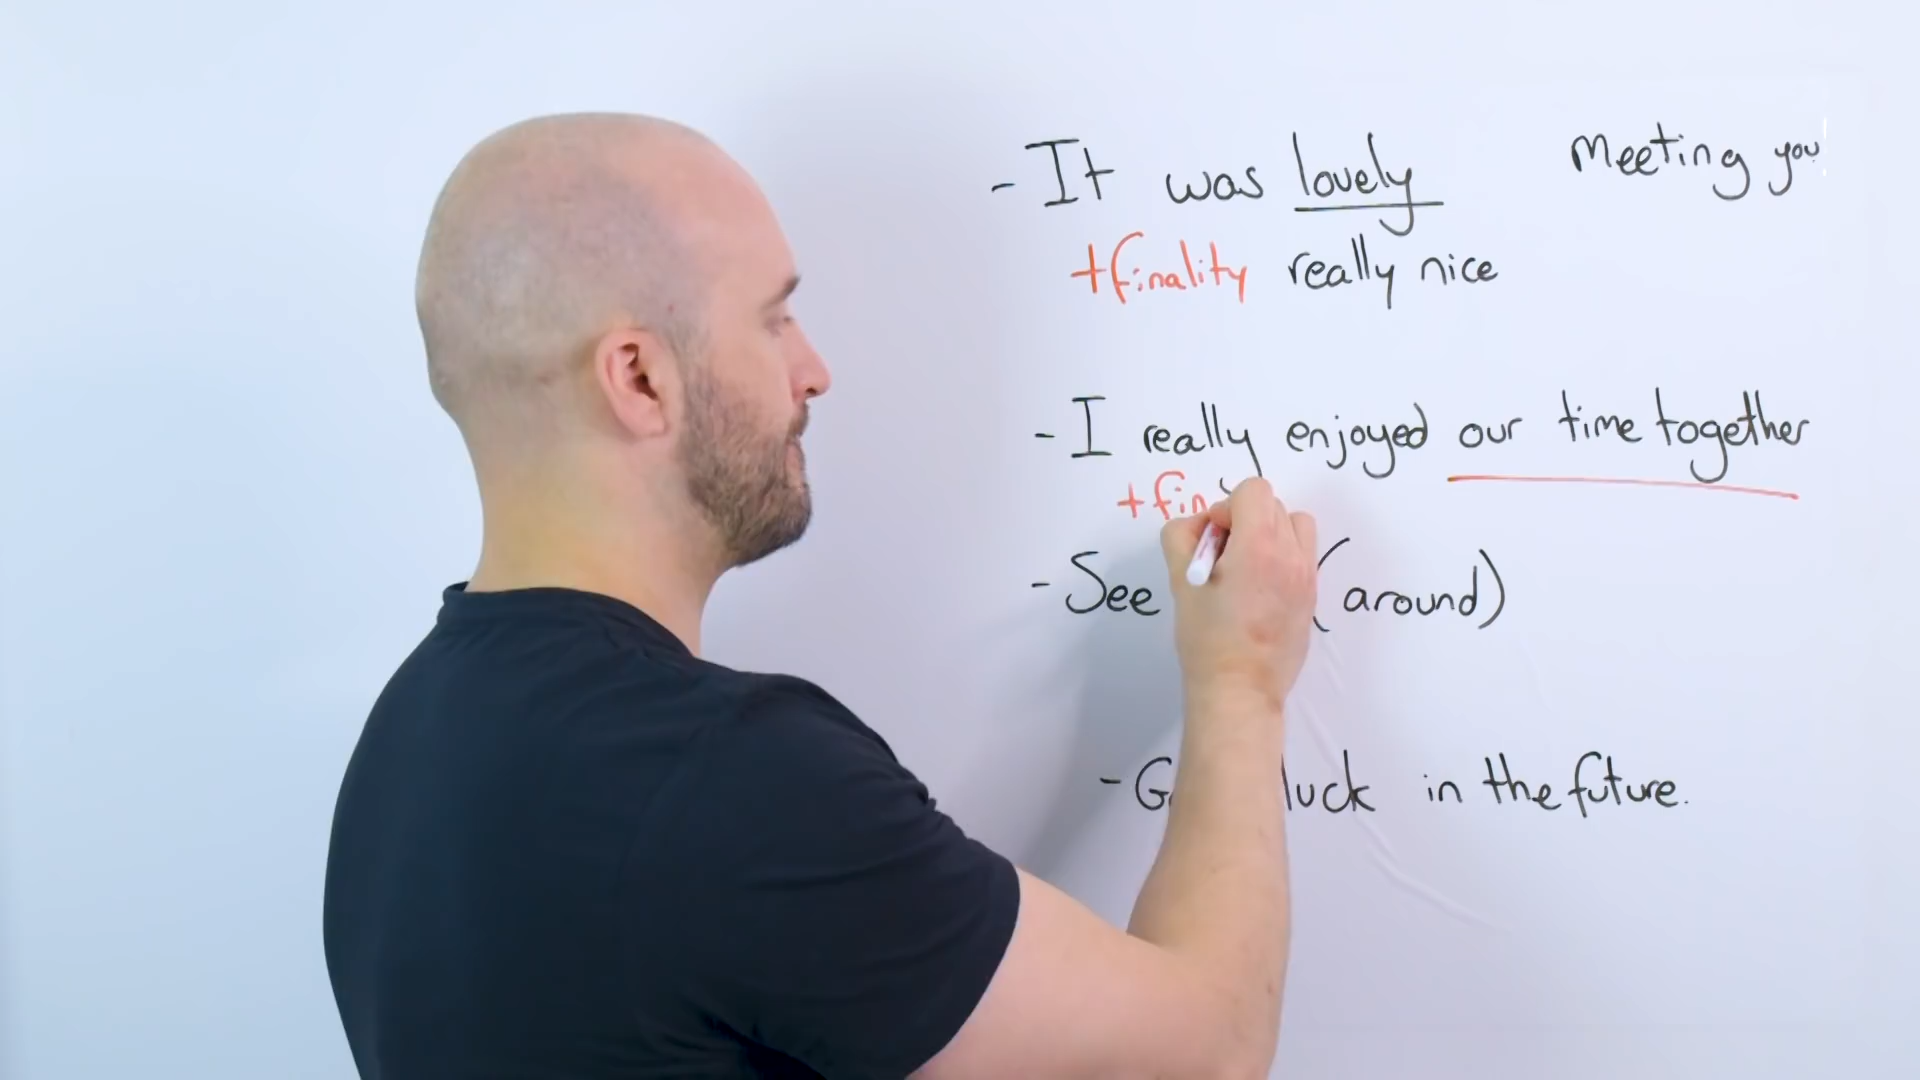 - It was lovely meeting you!
+finality really nice
- I really enjoyed our time together
+fin
- See (around)
- G luck in the future.